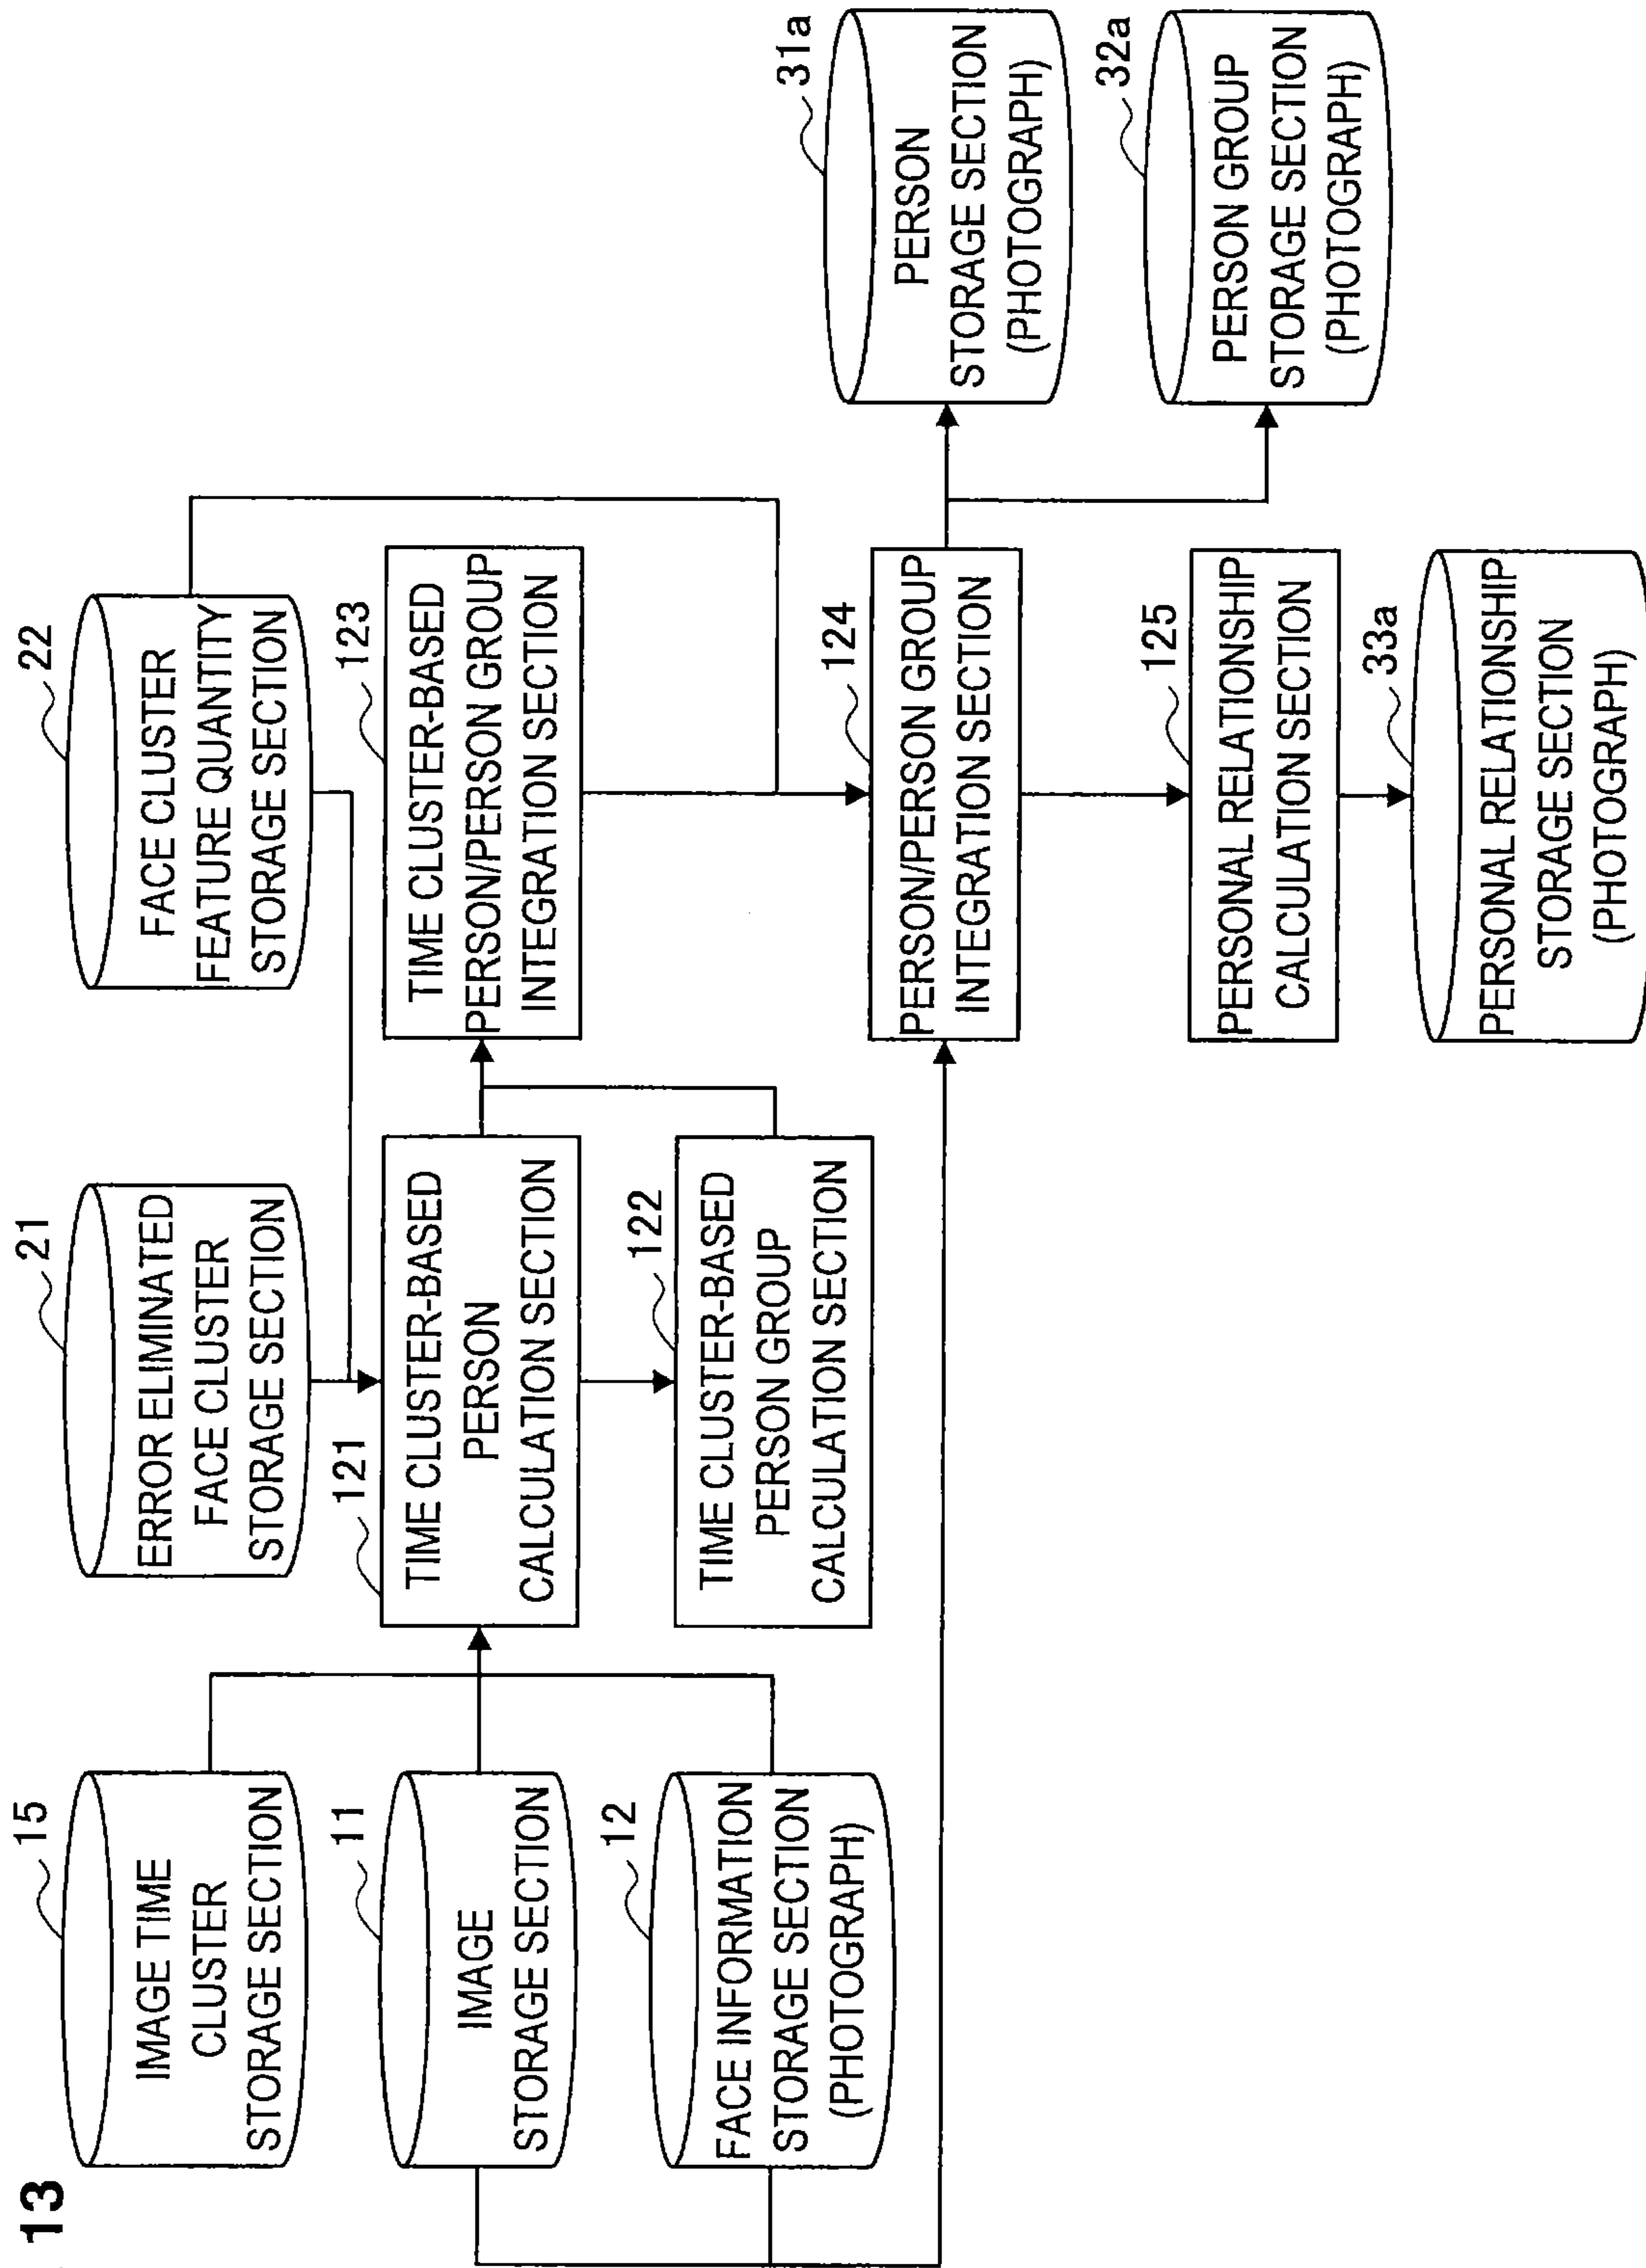 13
15
IMAGE TIME
CLUSTER
STORAGE SECTION
11
IMAGE
STORAGE SECTION
12
FACE INFORMATION
STORAGE SECTION
(PHOTOGRAPH)
21
ERROR ELIMINATED
FACE CLUSTER
STORAGE SECTION
121
TIME CLUSTER-BASED
PERSON
CALCULATION SECTION
122
TIME CLUSTER-BASED
PERSON GROUP
CALCULATION SECTION
22
FACE CLUSTER
FEATURE QUANTITY
STORAGE SECTION
123
TIME CLUSTER-BASED
PERSON/PERSON GROUP
INTEGRATION SECTION
124
PERSON/PERSON GROUP
INTEGRATION SECTION
125
PERSONAL RELATIONSHIP
CALCULATION SECTION
33a
PERSONAL RELATIONSHIP
STORAGE SECTION
(PHOTOGRAPH)
31a
PERSON
STORAGE SECTION
(PHOTOGRAPH)
32a
PERSON GROUP
STORAGE SECTION
(PHOTOGRAPH)